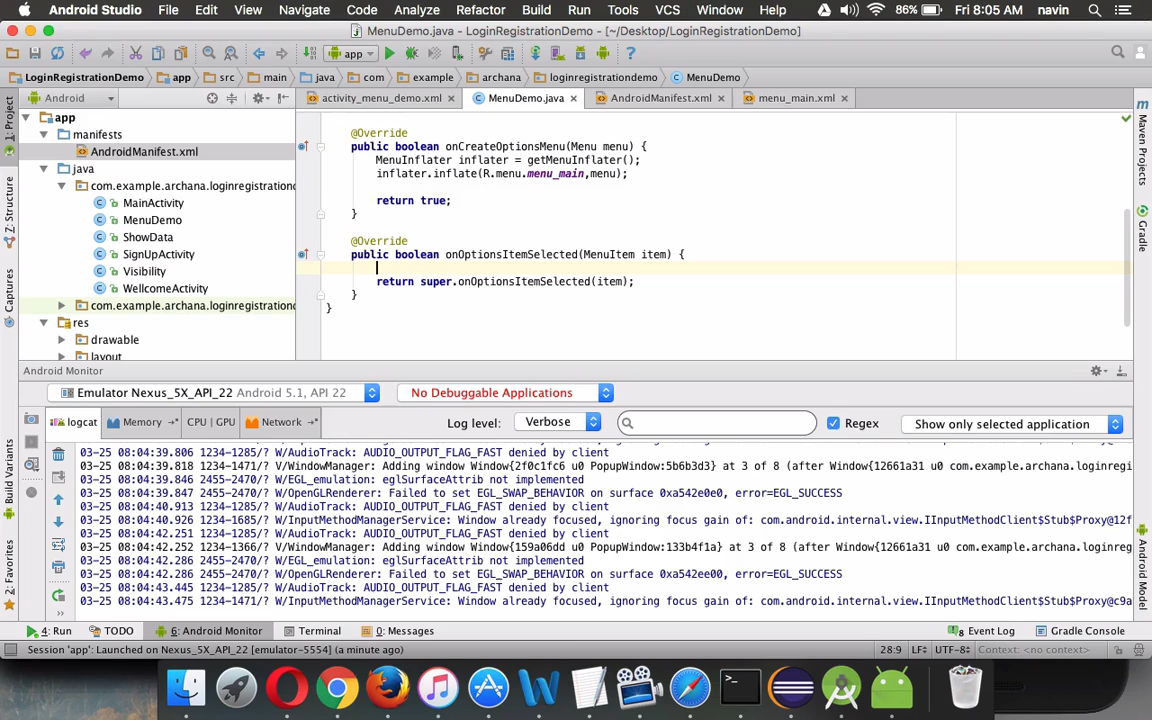 Android Studio File Edit View Navigate Code Analyze Refactor Build Run Tools VCS Window Help 86% Fri 8:05 AM navin
MenuDemo.java - LoginRegistrationDemo - [~/Desktop/LoginRegistrationDemo]
app
LoginRegistrationDemo app src main java com example archana loginregistrationdemo MenuDemo
Android activity_menu_demo.xml MenuDemo.java AndroidManifest.xml menu_main.xml
1: Project
Z: Structure
Captures
Build Variants
2: Favorites
app
manifests
AndroidManifest.xml
java
com.example.archana.loginregistration
MainActivity
MenuDemo
ShowData
SignUpActivity
Visibility
WellcomeActivity
com.example.archana.loginregistration
res
drawable
layout
@Override
public boolean onCreateOptionsMenu(Menu menu) {
MenuInflater inflater = getMenuInflater();
inflater.inflate(R.menu.menu_main,menu);
return true;
}
@Override
public boolean onOptionsItemSelected(MenuItem item) {
return super.onOptionsItemSelected(item);
}
}
Maven Projects
Gradle
Android Model
Android Monitor
Emulator Nexus_5X_API_22 Android 5.1, API 22 No Debuggable Applications
logcat Memory CPU | GPU Network Log level: Verbose Regex Show only selected application
03-25 08:04:39.806 1234-1285/? W/AudioTrack: AUDIO_OUTPUT_FLAG_FAST denied by client
03-25 08:04:39.818 1234-1471/? V/WindowManager: Adding window Window{2f0c1fc6 u0 PopupWindow:5b6b3d3} at 3 of 8 (after Window{12661a31 u0 com.example.archana.loginregi
03-25 08:04:39.846 2455-2470/? W/EGL_emulation: eglSurfaceAttrib not implemented
03-25 08:04:39.847 2455-2470/? W/OpenGLRenderer: Failed to set EGL_SWAP_BEHAVIOR on surface 0xa542e0e0, error=EGL_SUCCESS
03-25 08:04:40.913 1234-1285/? W/AudioTrack: AUDIO_OUTPUT_FLAG_FAST denied by client
03-25 08:04:40.926 1234-1685/? W/InputMethodManagerService: Window already focused, ignoring focus gain of: com.android.internal.view.IInputMethodClient$Stub$Proxy@12f
03-25 08:04:42.251 1234-1285/? W/AudioTrack: AUDIO_OUTPUT_FLAG_FAST denied by client
03-25 08:04:42.252 1234-1366/? V/WindowManager: Adding window Window{159a06dd u0 PopupWindow:133b4f1a} at 3 of 8 (after Window{12661a31 u0 com.example.archana.loginreg
03-25 08:04:42.286 2455-2470/? W/EGL_emulation: eglSurfaceAttrib not implemented
03-25 08:04:42.286 2455-2470/? W/OpenGLRenderer: Failed to set EGL_SWAP_BEHAVIOR on surface 0xa542ee00, error=EGL_SUCCESS
03-25 08:04:43.445 1234-1285/? W/AudioTrack: AUDIO_OUTPUT_FLAG_FAST denied by client
03-25 08:04:43.475 1234-1471/? W/InputMethodManagerService: Window already focused, ignoring focus gain of: com.android.internal.view.IInputMethodClient$Stub$Proxy@c9a
4: Run TODO 6: Android Monitor Terminal 0: Messages 8 Event Log Gradle Console
Session 'app': Launched on Nexus_5X_API_22 [emulator-5554] (a minute ago) 28:9 LF UTF-8 Context: <no context>